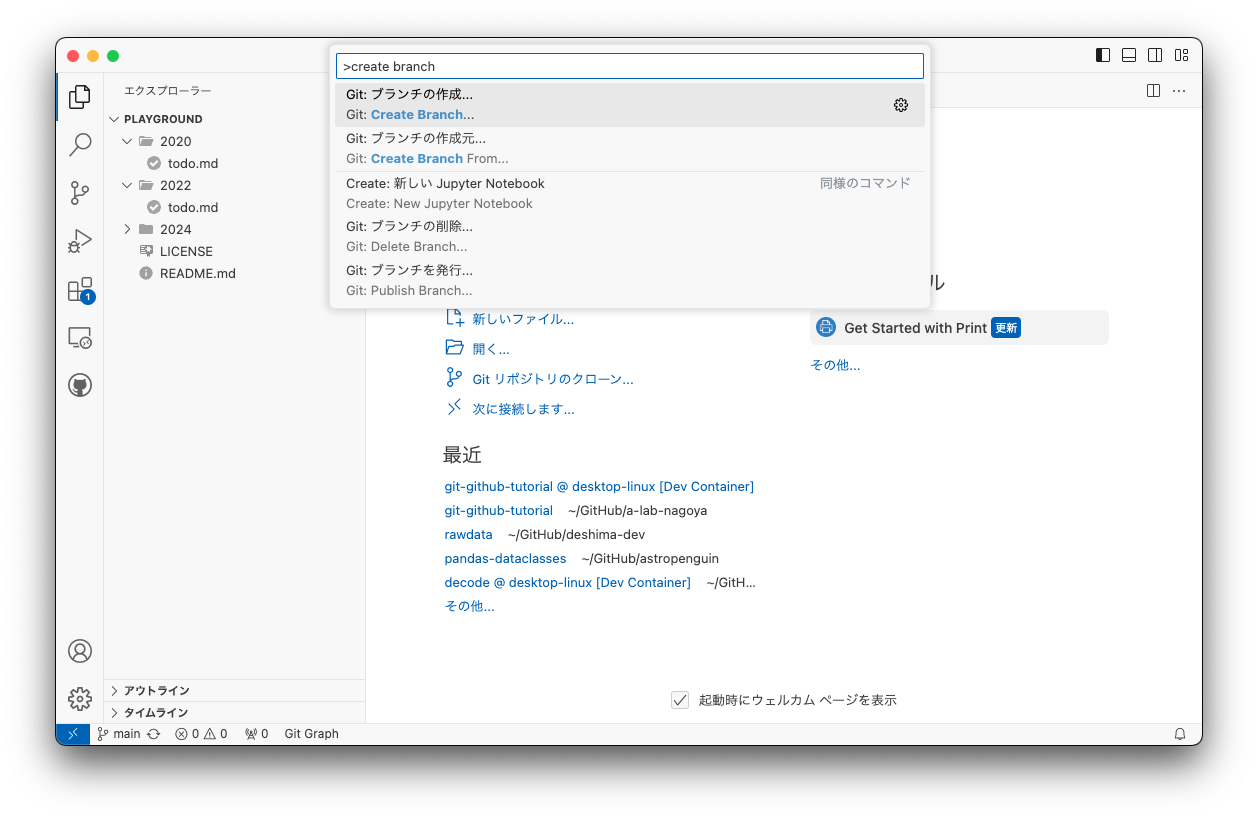 >create branch
Git: ブランチの作成...
Git: Create Branch...
Git: ブランチの作成元...
Git: Create Branch From...
Create: 新しい Jupyter Notebook 同様のコマンド
Create: New Jupyter Notebook
Git: ブランチの削除...
Git: Delete Branch...
Git: ブランチを発行...
Git: Publish Branch...
エクスプローラー
PLAYGROUND
2020
todo.md
2022
todo.md
2024
LICENSE
README.md
1
アウトライン
タイムライン
ル
新しいファイル...
開く...
Git リポジトリのクローン...
次に接続します...
Get Started with Print 更新
その他...
最近
git-github-tutorial @ desktop-linux [Dev Container]
git-github-tutorial ~/GitHub/a-lab-nagoya
rawdata ~/GitHub/deshima-dev
pandas-dataclasses ~/GitHub/astropenguin
decode @ desktop-linux [Dev Container] ~/GitH...
その他...
起動時にウェルカム ページを表示
main 0 0 0 Git Graph